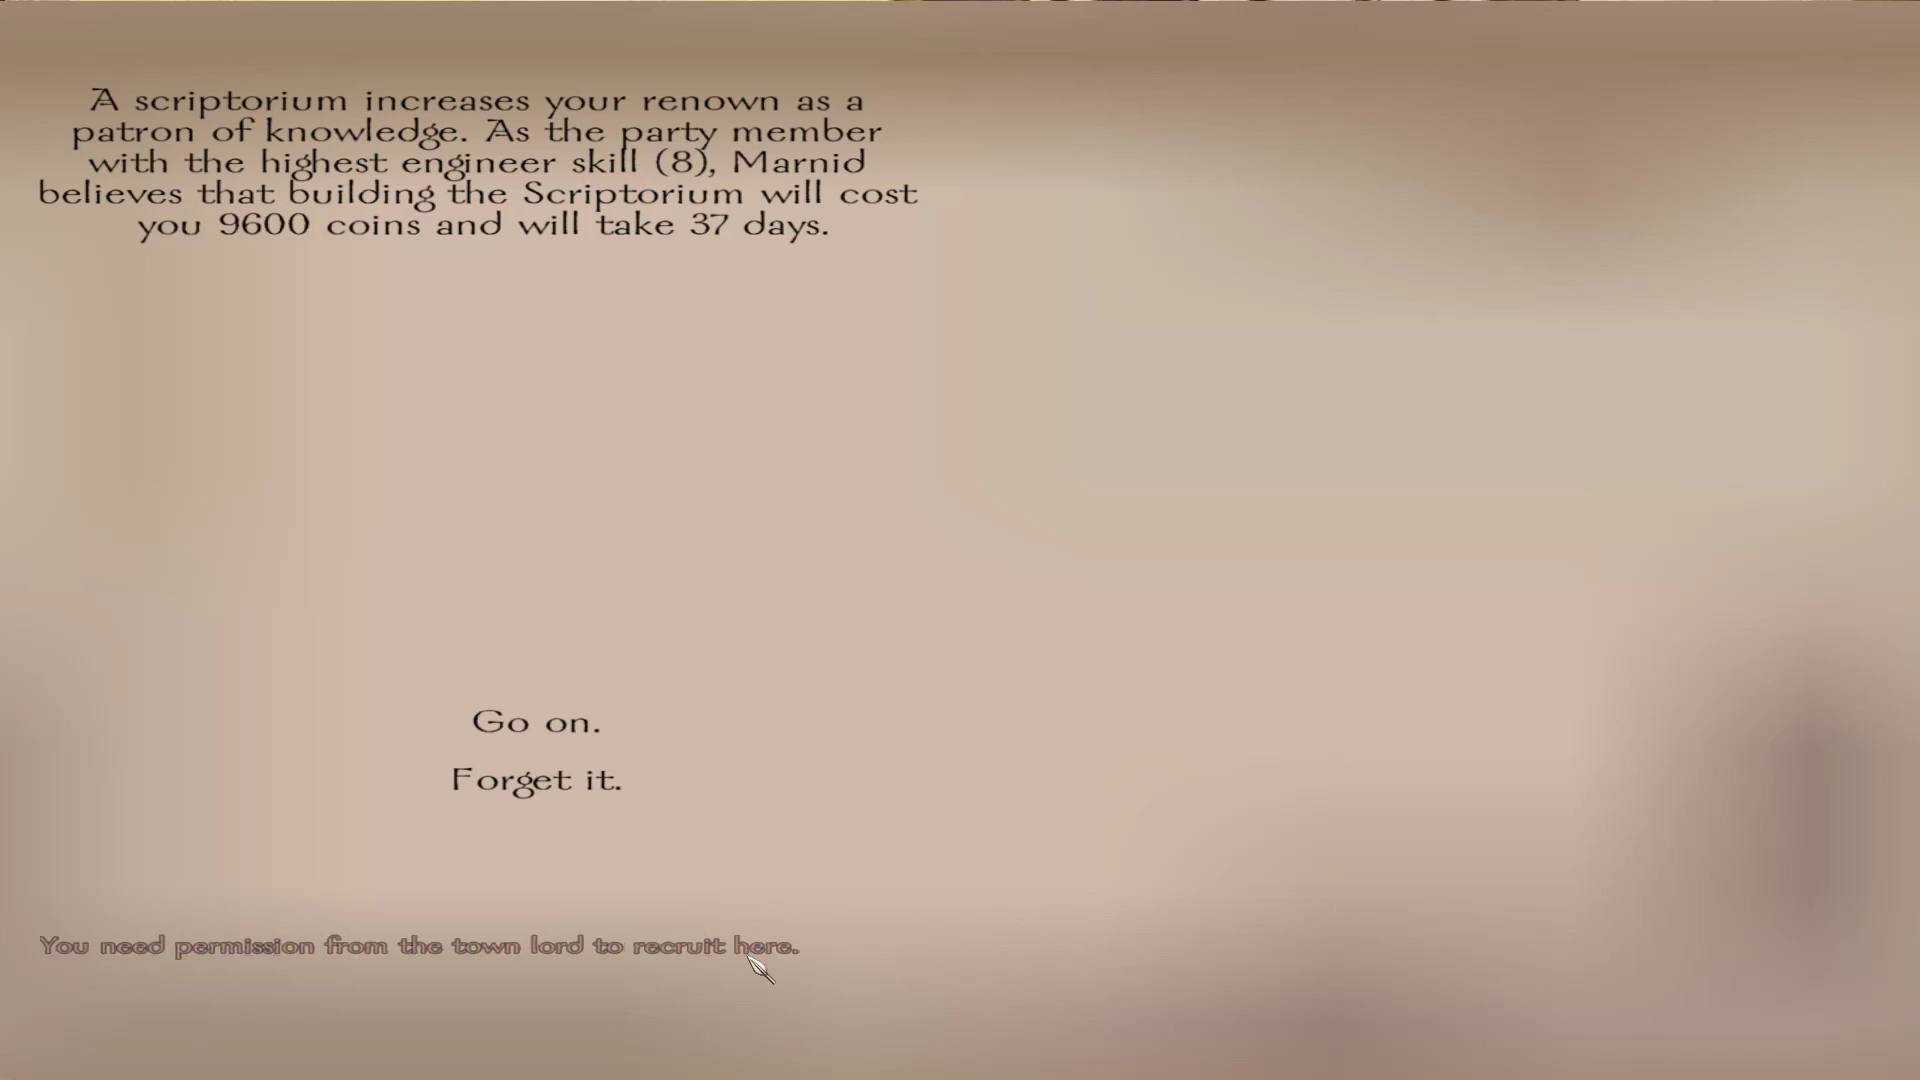 A scriptorium increases your renown as a
patron of knowledge. As the party member
with the highest engineer skill (8), Marnid
believes that building the Scriptorium will cost
you 9600 coins and will take 37 days.
Go on.
Forget it.
You need permission from the town lord to recruit here.